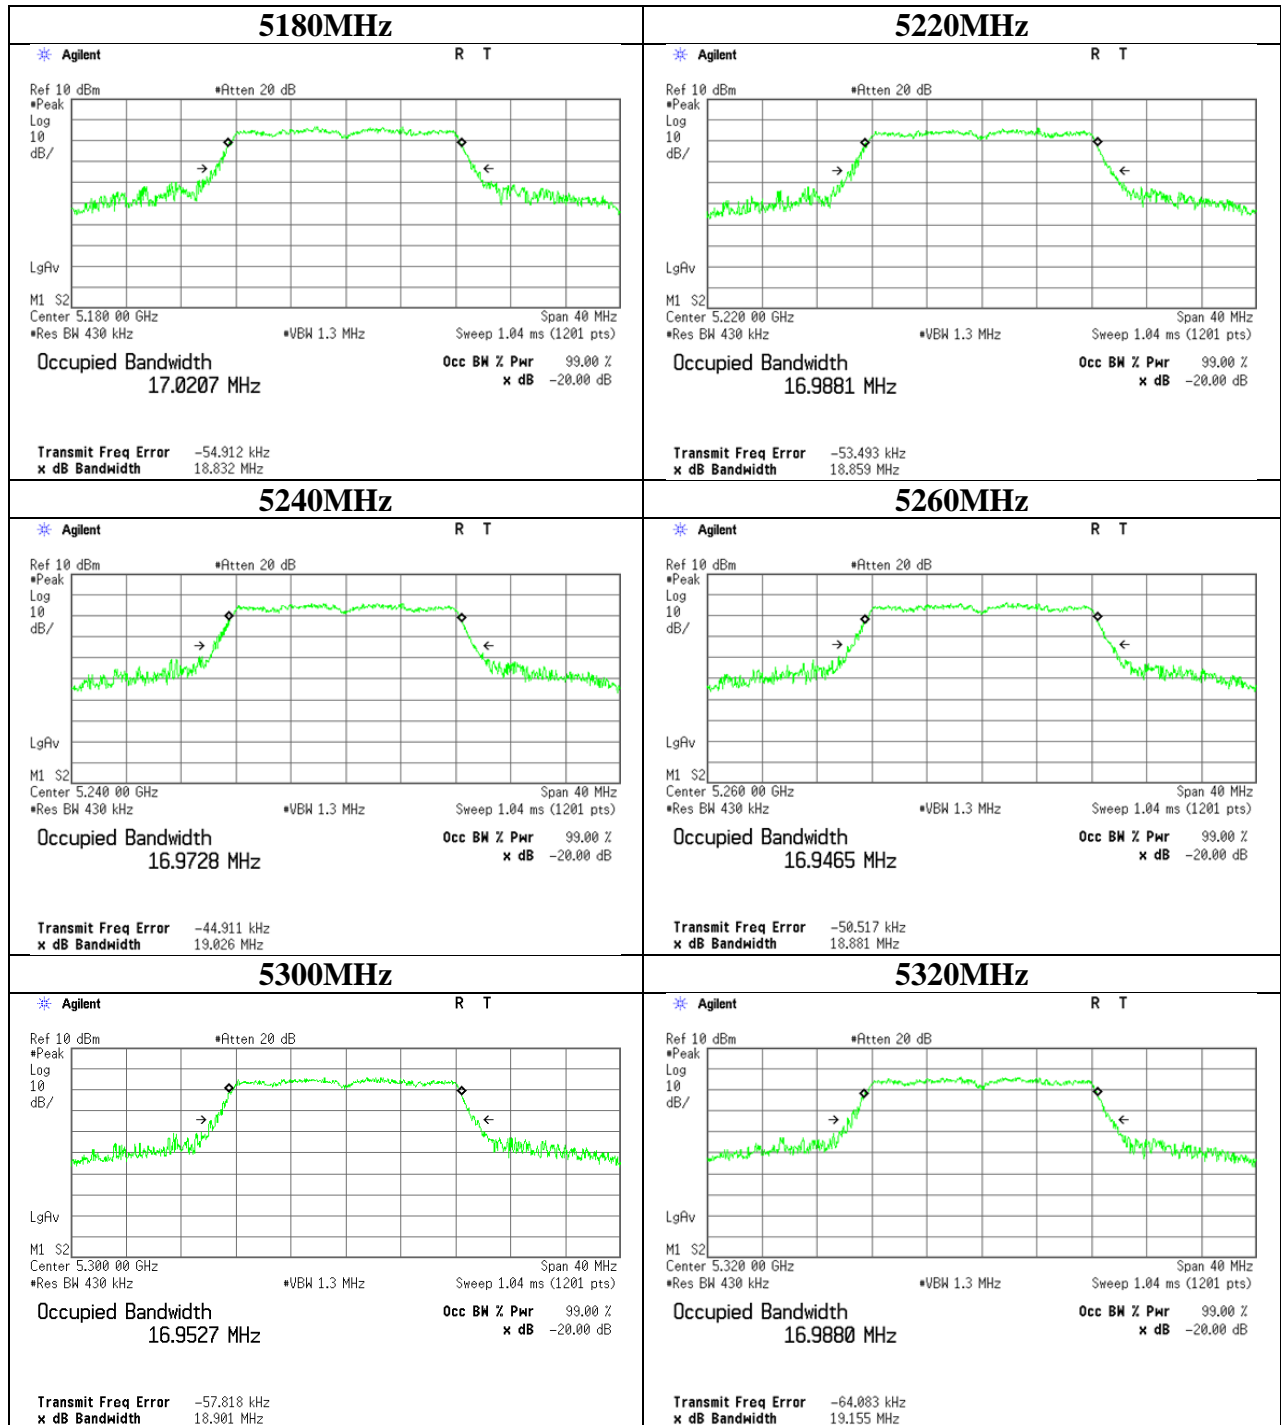 5180MHz
Agilent R T
Ref 10 dBm #Atten 20 dB
#Peak
Log
10
dB/
LgAv
M1 S2
Center 5.180 00 GHz Span 40 MHz
#Res BW 430 kHz #VBW 1.3 MHz Sweep 1.04 ms (1201 pts)
Occupied Bandwidth Occ BW % Pwr 99.00 %
17.0207 MHz x dB -20.00 dB
Transmit Freq Error -54.912 kHz
x dB Bandwidth 18.832 MHz
5220MHz
Agilent R T
Ref 10 dBm #Atten 20 dB
#Peak
Log
10
dB/
LgAv
M1 S2
Center 5.220 00 GHz Span 40 MHz
#Res BW 430 kHz #VBW 1.3 MHz Sweep 1.04 ms (1201 pts)
Occupied Bandwidth Occ BW % Pwr 99.00 %
16.9881 MHz x dB -20.00 dB
Transmit Freq Error -53.493 kHz
x dB Bandwidth 18.859 MHz
5240MHz
Agilent R T
Ref 10 dBm #Atten 20 dB
#Peak
Log
10
dB/
LgAv
M1 S2
Center 5.240 00 GHz Span 40 MHz
#Res BW 430 kHz #VBW 1.3 MHz Sweep 1.04 ms (1201 pts)
Occupied Bandwidth Occ BW % Pwr 99.00 %
16.9728 MHz x dB -20.00 dB
Transmit Freq Error -44.911 kHz
x dB Bandwidth 19.026 MHz
5260MHz
Agilent R T
Ref 10 dBm #Atten 20 dB
#Peak
Log
10
dB/
LgAv
M1 S2
Center 5.260 00 GHz Span 40 MHz
#Res BW 430 kHz #VBW 1.3 MHz Sweep 1.04 ms (1201 pts)
Occupied Bandwidth Occ BW % Pwr 99.00 %
16.9465 MHz x dB -20.00 dB
Transmit Freq Error -50.517 kHz
x dB Bandwidth 18.881 MHz
5300MHz
Agilent R T
Ref 10 dBm #Atten 20 dB
#Peak
Log
10
dB/
LgAv
M1 S2
Center 5.300 00 GHz Span 40 MHz
#Res BW 430 kHz #VBW 1.3 MHz Sweep 1.04 ms (1201 pts)
Occupied Bandwidth Occ BW % Pwr 99.00 %
16.9527 MHz x dB -20.00 dB
Transmit Freq Error -57.818 kHz
x dB Bandwidth 18.901 MHz
5320MHz
Agilent R T
Ref 10 dBm #Atten 20 dB
#Peak
Log
10
dB/
LgAv
M1 S2
Center 5.320 00 GHz Span 40 MHz
#Res BW 430 kHz #VBW 1.3 MHz Sweep 1.04 ms (1201 pts)
Occupied Bandwidth Occ BW % Pwr 99.00 %
16.9880 MHz x dB -20.00 dB
Transmit Freq Error -64.083 kHz
x dB Bandwidth 19.155 MHz